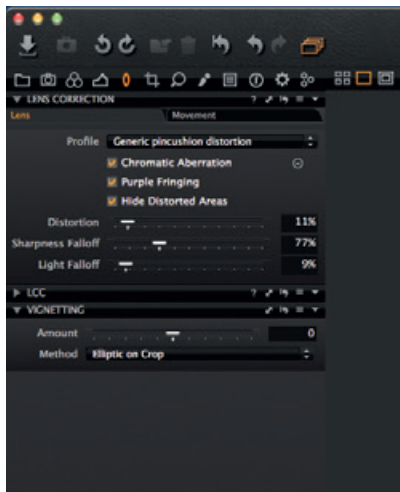 LENS CORRECTION
Lens Movement
Profile Generic pincushion distortion
Chromatic Aberration
Purple Fringing
Hide Distorted Areas
Distortion 11%
Sharpness Falloff 77%
Light Falloff 9%
LCC
VIGNETTING
Amount 0
Method Elliptic on Crop